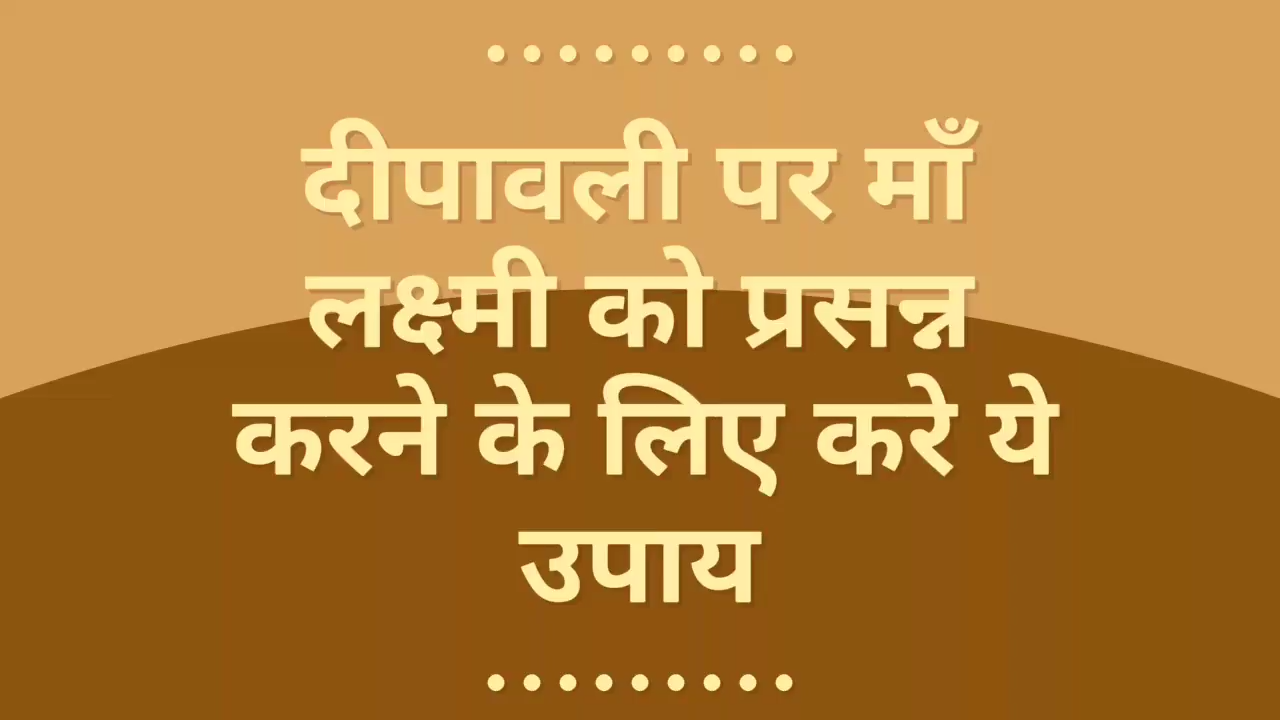 दीपावली पर माँ
लक्ष्मी को प्रसन्न
करने के लिए करे ये
उपाय